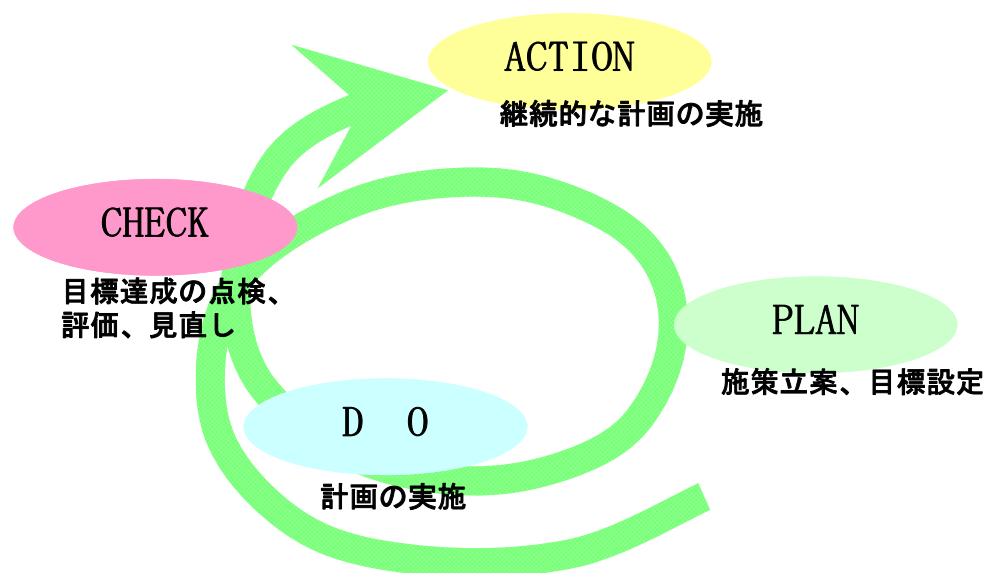 ACTION
継続的な計画の実施
CHECK
目標達成の点検、
評価、見直し
PLAN
施策立案、目標設定
D O
計画の実施